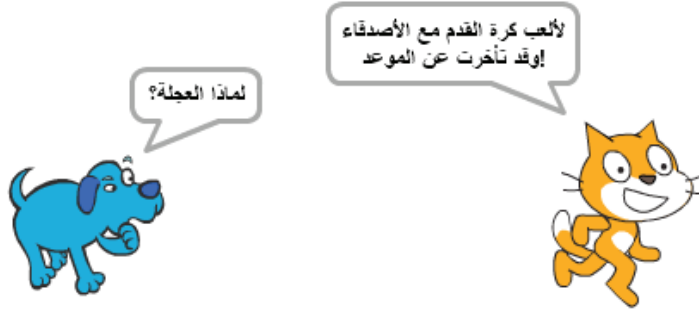 لماذا العجلة؟
لألعب كرة القدم مع الأصدقاء
وقد تأخرت عن الموعد!